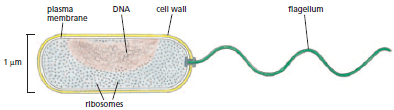 plasma
membrane
DNA
cell wall
flagellum
1 µm
ribosomes